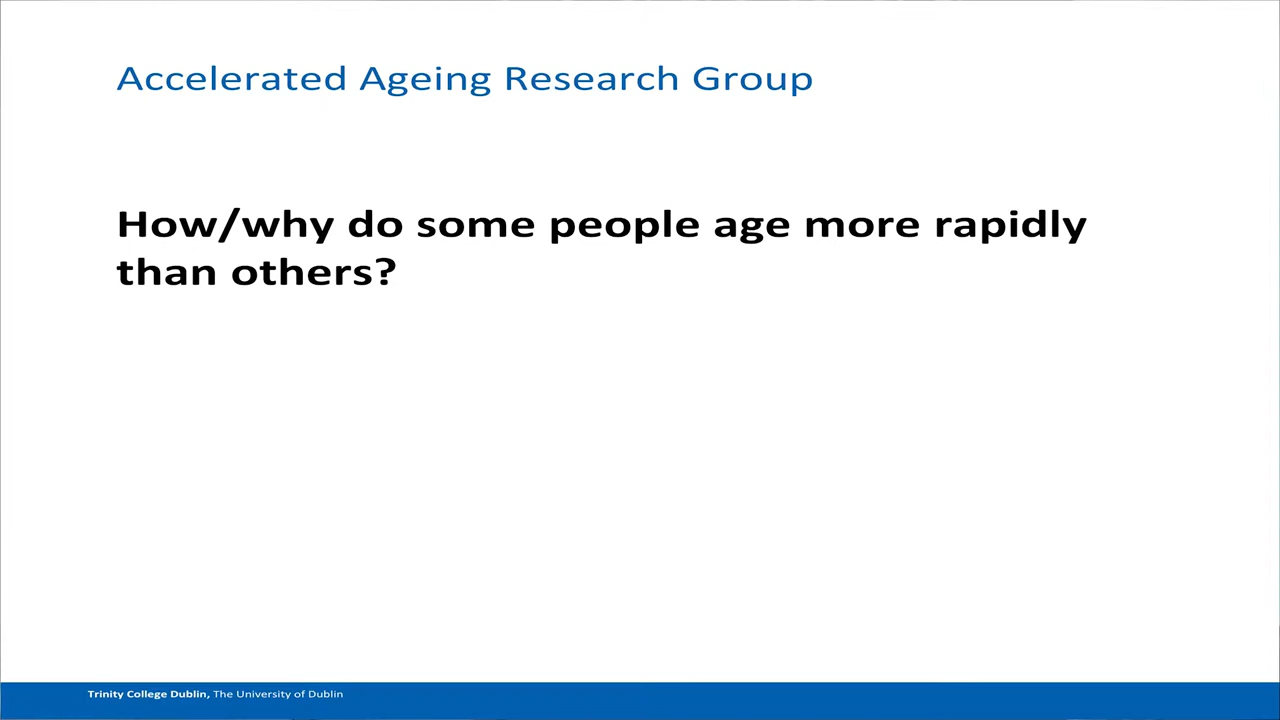 Accelerated Ageing Research Group
How/why do some people age more rapidly
than others?
Trinity College Dublin, The University of Dublin